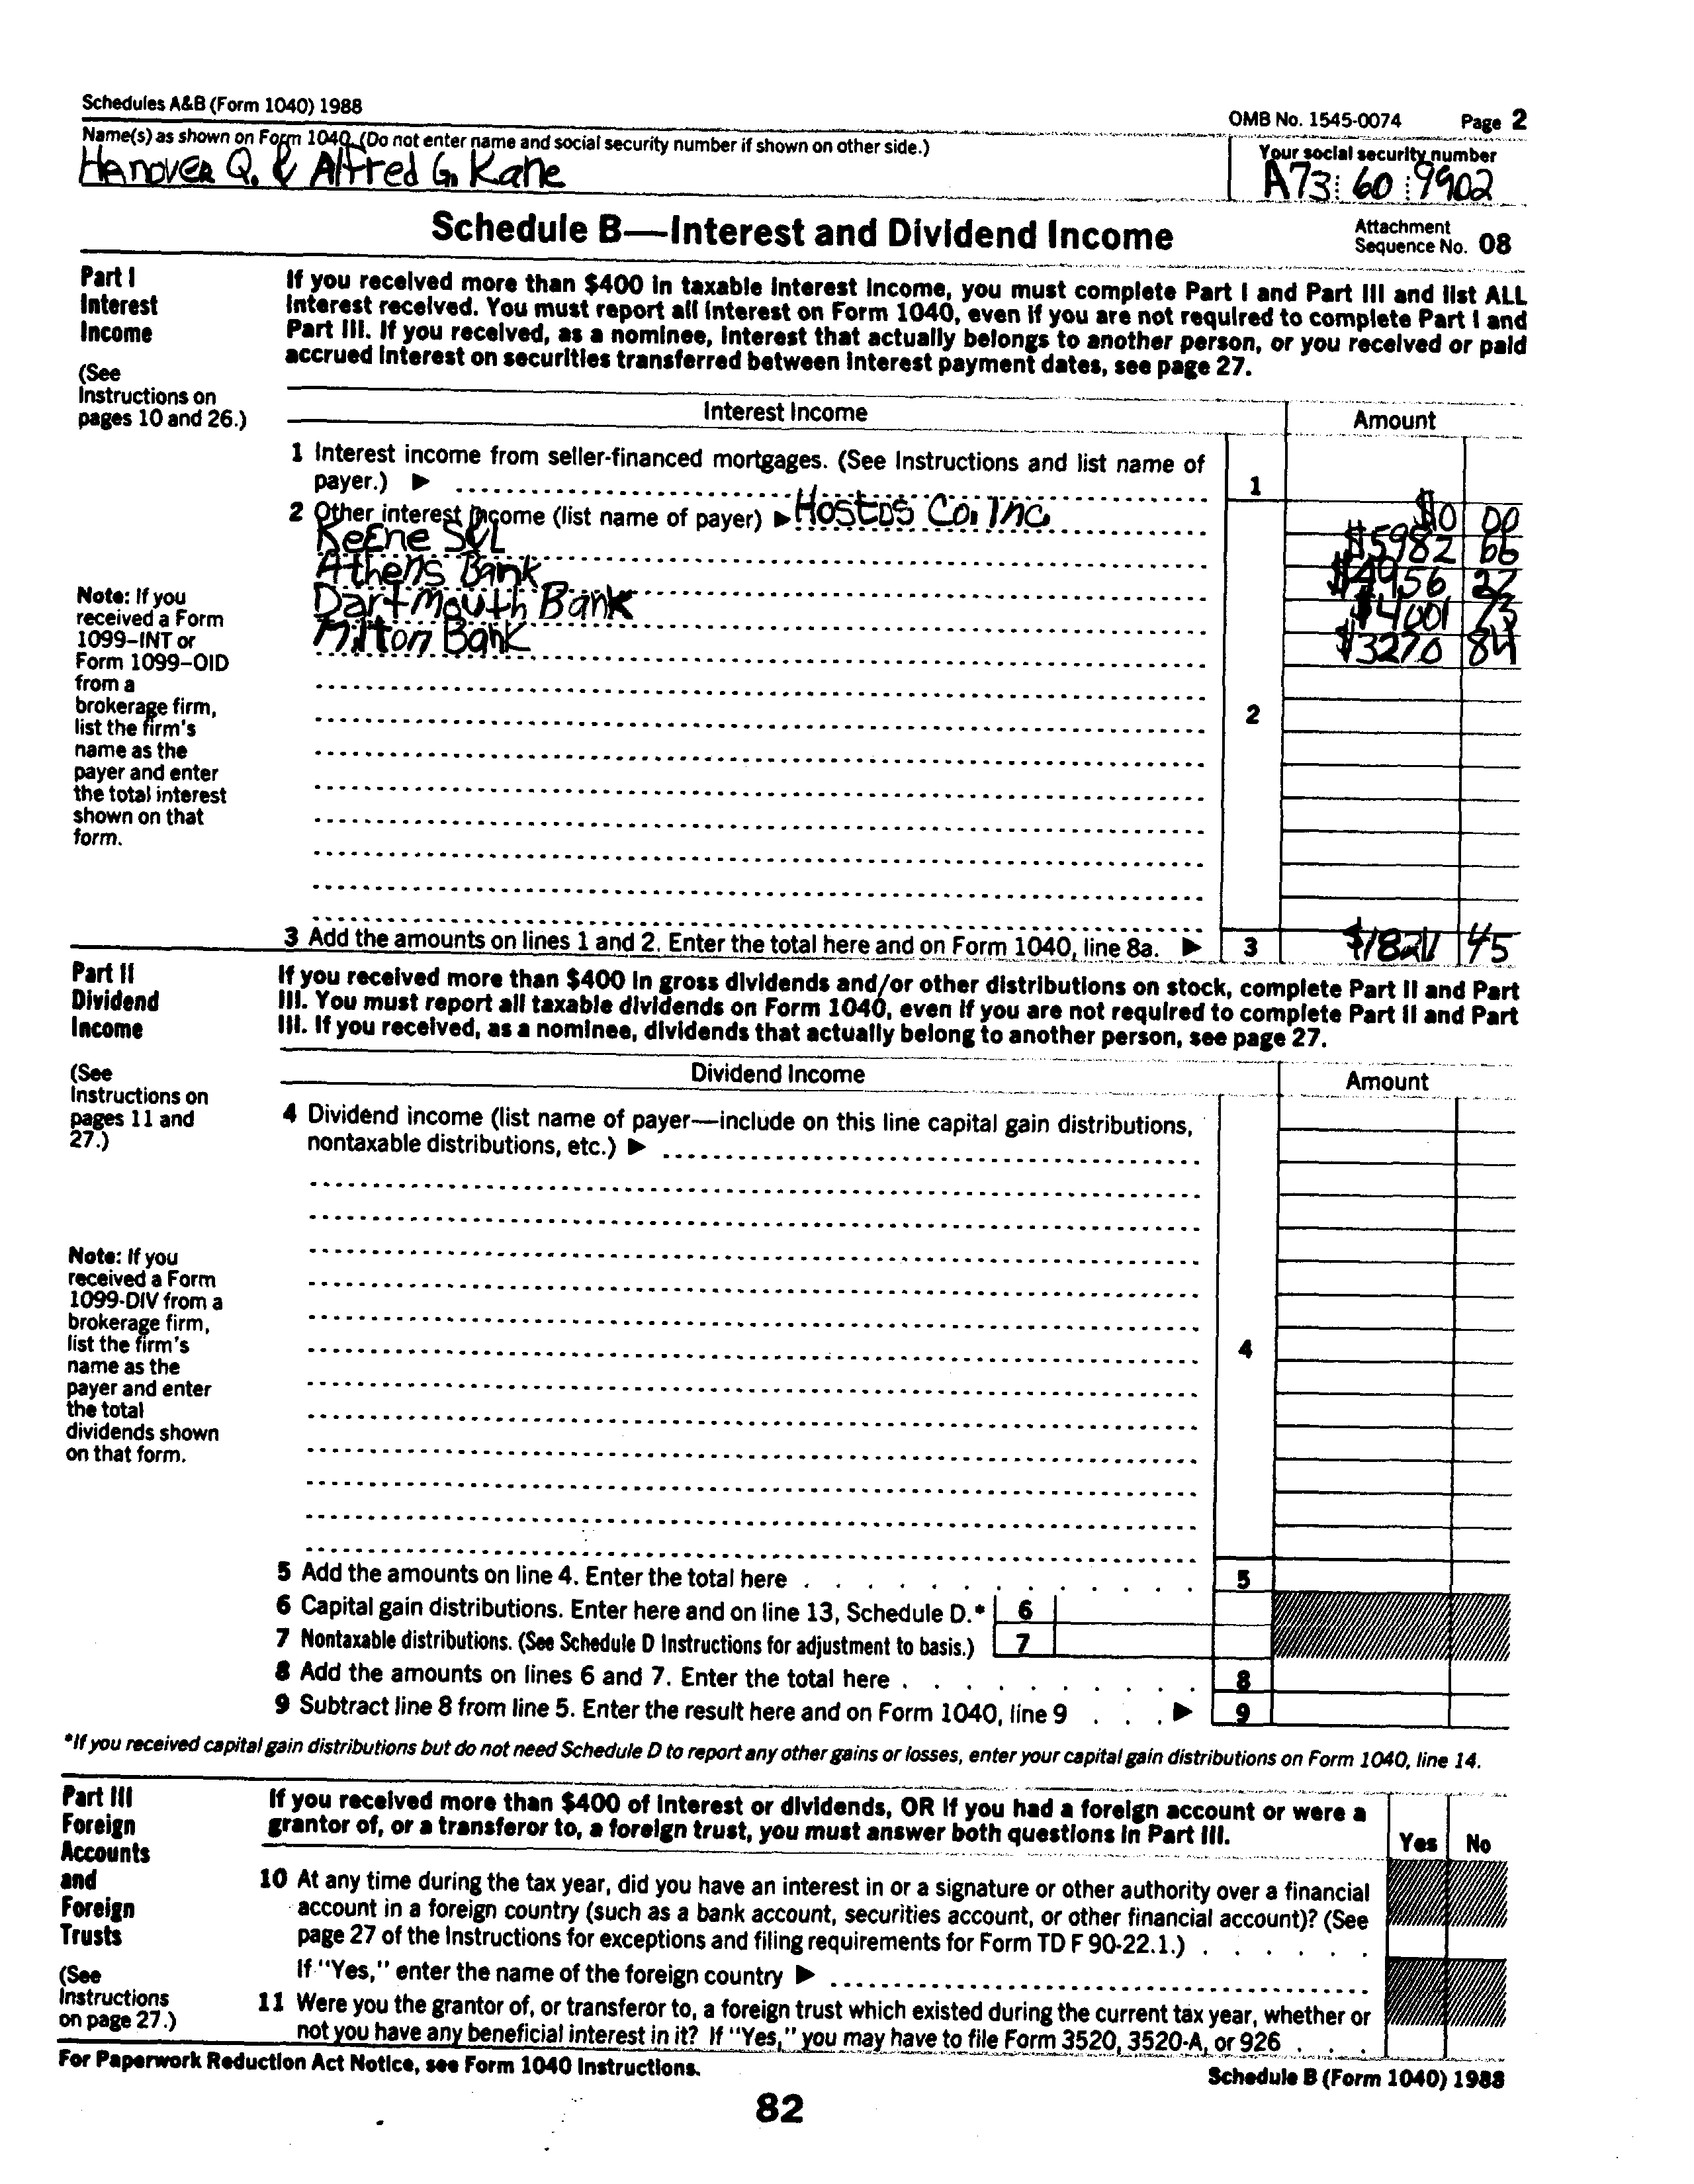 Schedules A&B (Form 1040) 1988
OMB No. 1545-0074 Page 2
Name(s) as shown on Form 1040. (Do not enter name and social security number if shown on other side.)
Your social security number
Hanover Q. & Alfred G. Kane
A73 60 9902
Schedule B—Interest and Dividend Income
Attachment
Sequence No. 08
Part I
Interest
Income
(See
Instructions on
pages 10 and 26.)
If you received more than $400 in taxable interest income, you must complete Part I and Part III and list ALL
interest received. You must report all interest on Form 1040, even if you are not required to complete Part I and
Part III. If you received, as a nominee, interest that actually belongs to another person, or you received or paid
accrued interest on securities transferred between interest payment dates, see page 27.
Interest Income Amount
1 Interest income from seller-financed mortgages. (See Instructions and list name of
payer.) ▶ 1
2 Other interest income (list name of payer) ▶ Hostos Co. Inc. $0 00
Keene S&L $5982 66
Athens Bank $4956 22
Dartmouth Bank $4001 73
Milton Bank $3270 84
2
Note: If you
received a Form
1099-INT or
Form 1099-OID
from a
brokerage firm,
list the firm's
name as the
payer and enter
the total interest
shown on that
form.
3 Add the amounts on lines 1 and 2. Enter the total here and on Form 1040, line 8a. ▶ 3 $18211 45
Part II
Dividend
Income
(See
Instructions on
pages 11 and
27.)
If you received more than $400 in gross dividends and/or other distributions on stock, complete Part II and Part
III. You must report all taxable dividends on Form 1040, even if you are not required to complete Part II and Part
III. If you received, as a nominee, dividends that actually belong to another person, see page 27.
Dividend Income Amount
4 Dividend income (list name of payer—include on this line capital gain distributions,
nontaxable distributions, etc.) ▶
4
Note: If you
received a Form
1099-DIV from a
brokerage firm,
list the firm's
name as the
payer and enter
the total
dividends shown
on that form.
5 Add the amounts on line 4. Enter the total here 5
6 Capital gain distributions. Enter here and on line 13, Schedule D.* 6
7 Nontaxable distributions. (See Schedule D Instructions for adjustment to basis.) 7
8 Add the amounts on lines 6 and 7. Enter the total here 8
9 Subtract line 8 from line 5. Enter the result here and on Form 1040, line 9 ▶ 9
*If you received capital gain distributions but do not need Schedule D to report any other gains or losses, enter your capital gain distributions on Form 1040, line 14.
Part III
Foreign
Accounts
and
Foreign
Trusts
(See
Instructions
on page 27.)
If you received more than $400 of interest or dividends, OR if you had a foreign account or were a
grantor of, or a transferor to, a foreign trust, you must answer both questions in Part III.
Yes No
10 At any time during the tax year, did you have an interest in or a signature or other authority over a financial
account in a foreign country (such as a bank account, securities account, or other financial account)? (See
page 27 of the Instructions for exceptions and filing requirements for Form TD F 90-22.1.)
If "Yes," enter the name of the foreign country ▶
11 Were you the grantor of, or transferor to, a foreign trust which existed during the current tax year, whether or
not you have any beneficial interest in it? If "Yes," you may have to file Form 3520, 3520-A, or 926
For Paperwork Reduction Act Notice, see Form 1040 Instructions.
Schedule B (Form 1040) 1988
82